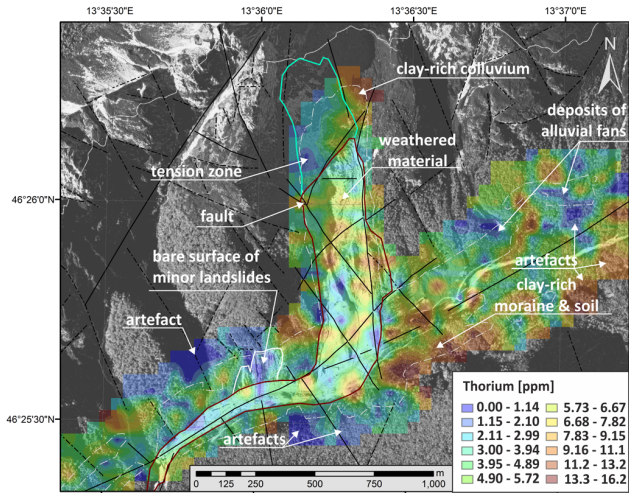 13°35'30"E 13°36'0"E 13°36'30"E 13°37'0"E
N
clay-rich colluvium
deposits of
alluvial fans
weathered
material
tension zone
46°26'0"N
fault
bare surface of
minor landslides
artefacts
clay-rich
moraine & soil
artefact
46°25'30"N
artefacts
Thorium [ppm]
0.00 - 1.14 5.73 - 6.67
1.15 - 2.10 6.68 - 7.82
2.11 - 2.99 7.83 - 9.15
3.00 - 3.94 9.16 - 11.1
3.95 - 4.89 11.2 - 13.2
4.90 - 5.72 13.3 - 16.2
0 125 250 500 750 1,000
m